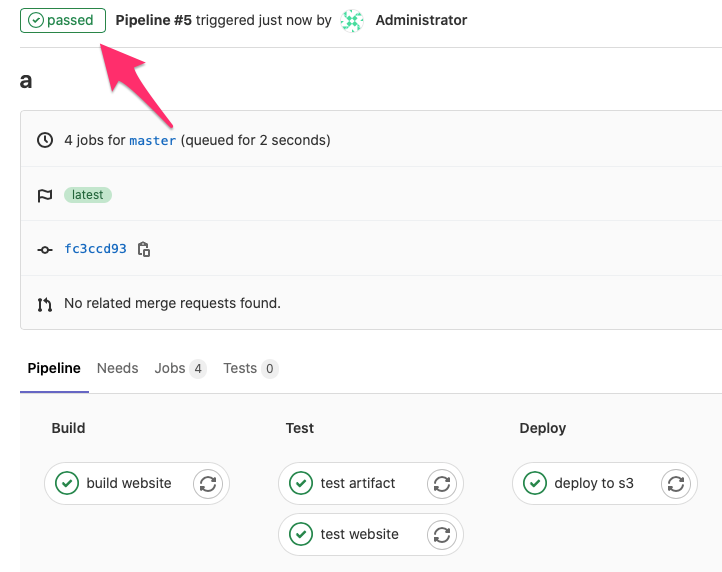 passed Pipeline #5 triggered just now by Administrator
a
4 jobs for master (queued for 2 seconds)
latest
fc3ccd93
No related merge requests found.
Pipeline Needs Jobs 4 Tests 0
Build Test Deploy
build website test artifact deploy to s3
test website